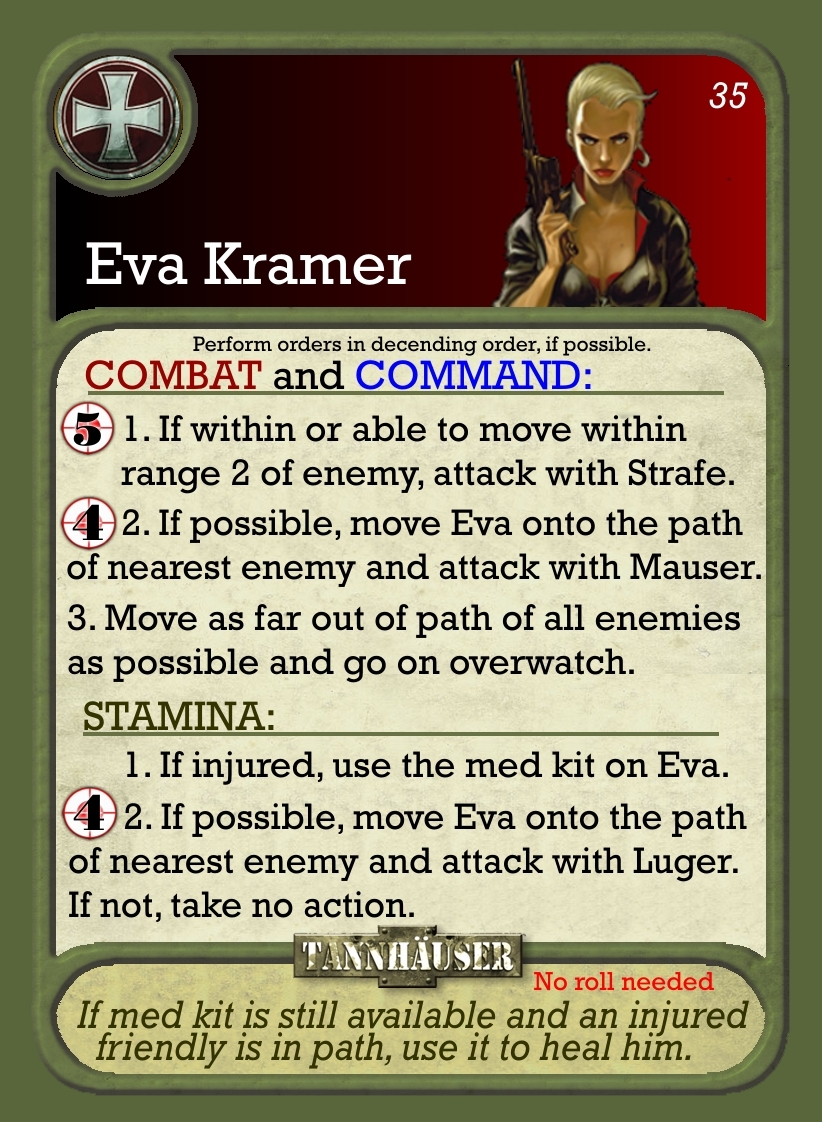 35
Eva Kramer
Perform orders in decending order, if possible.
COMBAT and COMMAND:
5 1. If within or able to move within
range 2 of enemy, attack with Strafe.
4 2. If possible, move Eva onto the path
of nearest enemy and attack with Mauser.
3. Move as far out of path of all enemies
as possible and go on overwatch.
STAMINA:
1. If injured, use the med kit on Eva.
4 2. If possible, move Eva onto the path
of nearest enemy and attack with Luger.
If not, take no action.
TANNHÄUSER
No roll needed
If med kit is still available and an injured
friendly is in path, use it to heal him.